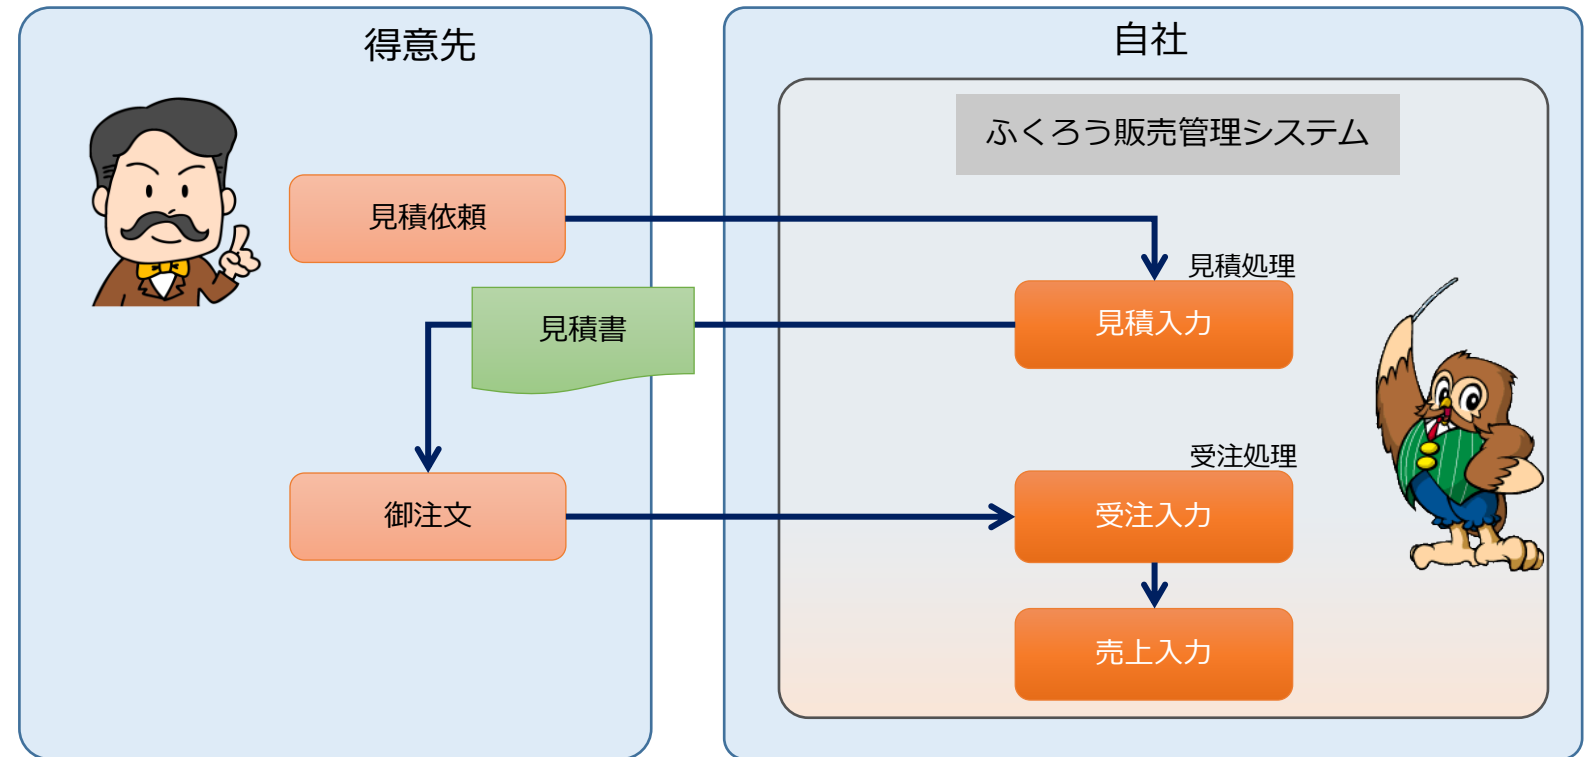 得意先
自社
ふくろう販売管理システム
見積依頼
見積処理
見積入力
見積書
受注処理
御注文
受注入力
売上入力